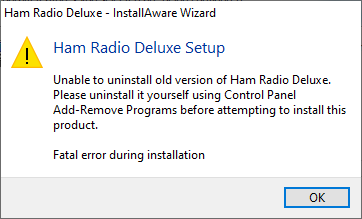 Ham Radio Deluxe - InstallAware Wizard
Ham Radio Deluxe Setup
Unable to uninstall old version of Ham Radio Deluxe.
Please uninstall it yourself using Control Panel
Add-Remove Programs before attempting to install this
product.
Fatal error during installation
OK